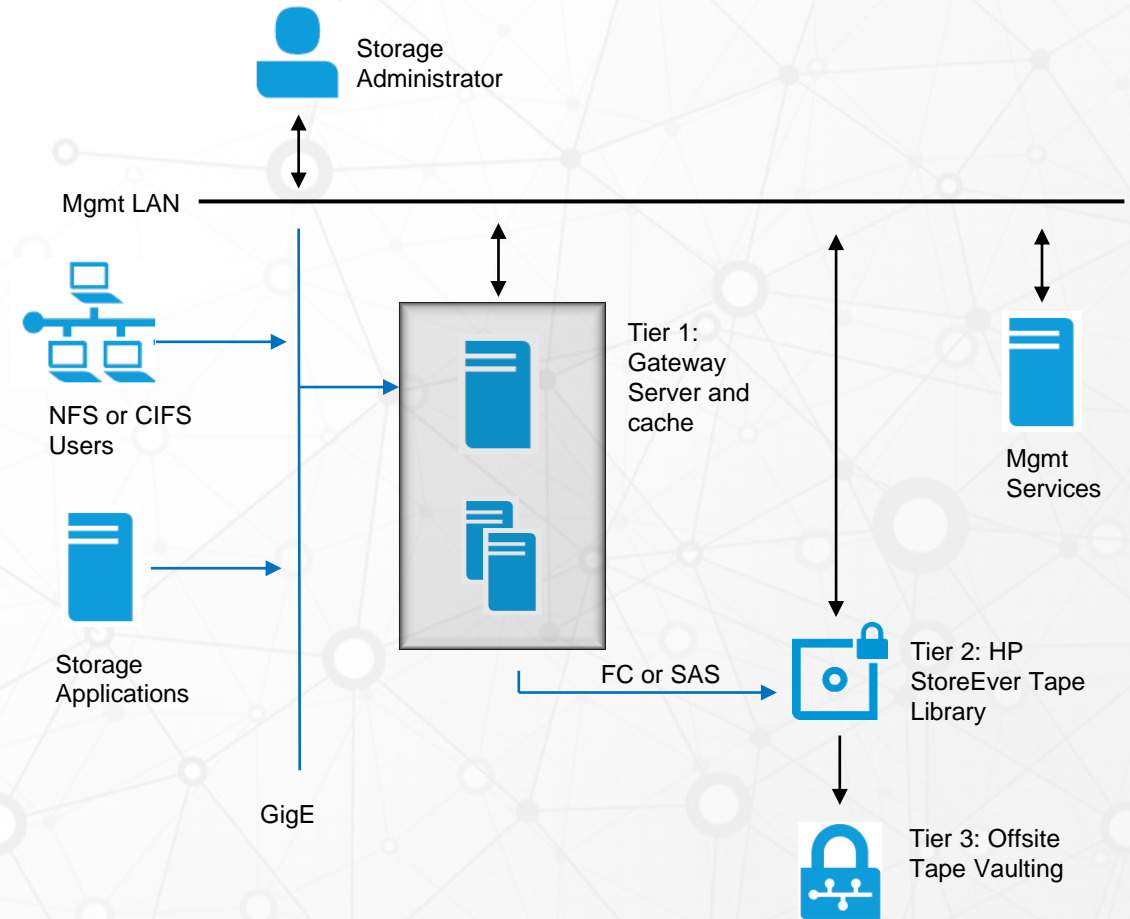 Storage
Administrator
Mgmt LAN
NFS or CIFS
Users
Tier 1:
Gateway
Server and
cache
Mgmt
Services
Storage
Applications
FC or SAS
Tier 2: HP
StoreEver Tape
Library
GigE
Tier 3: Offsite
Tape Vaulting